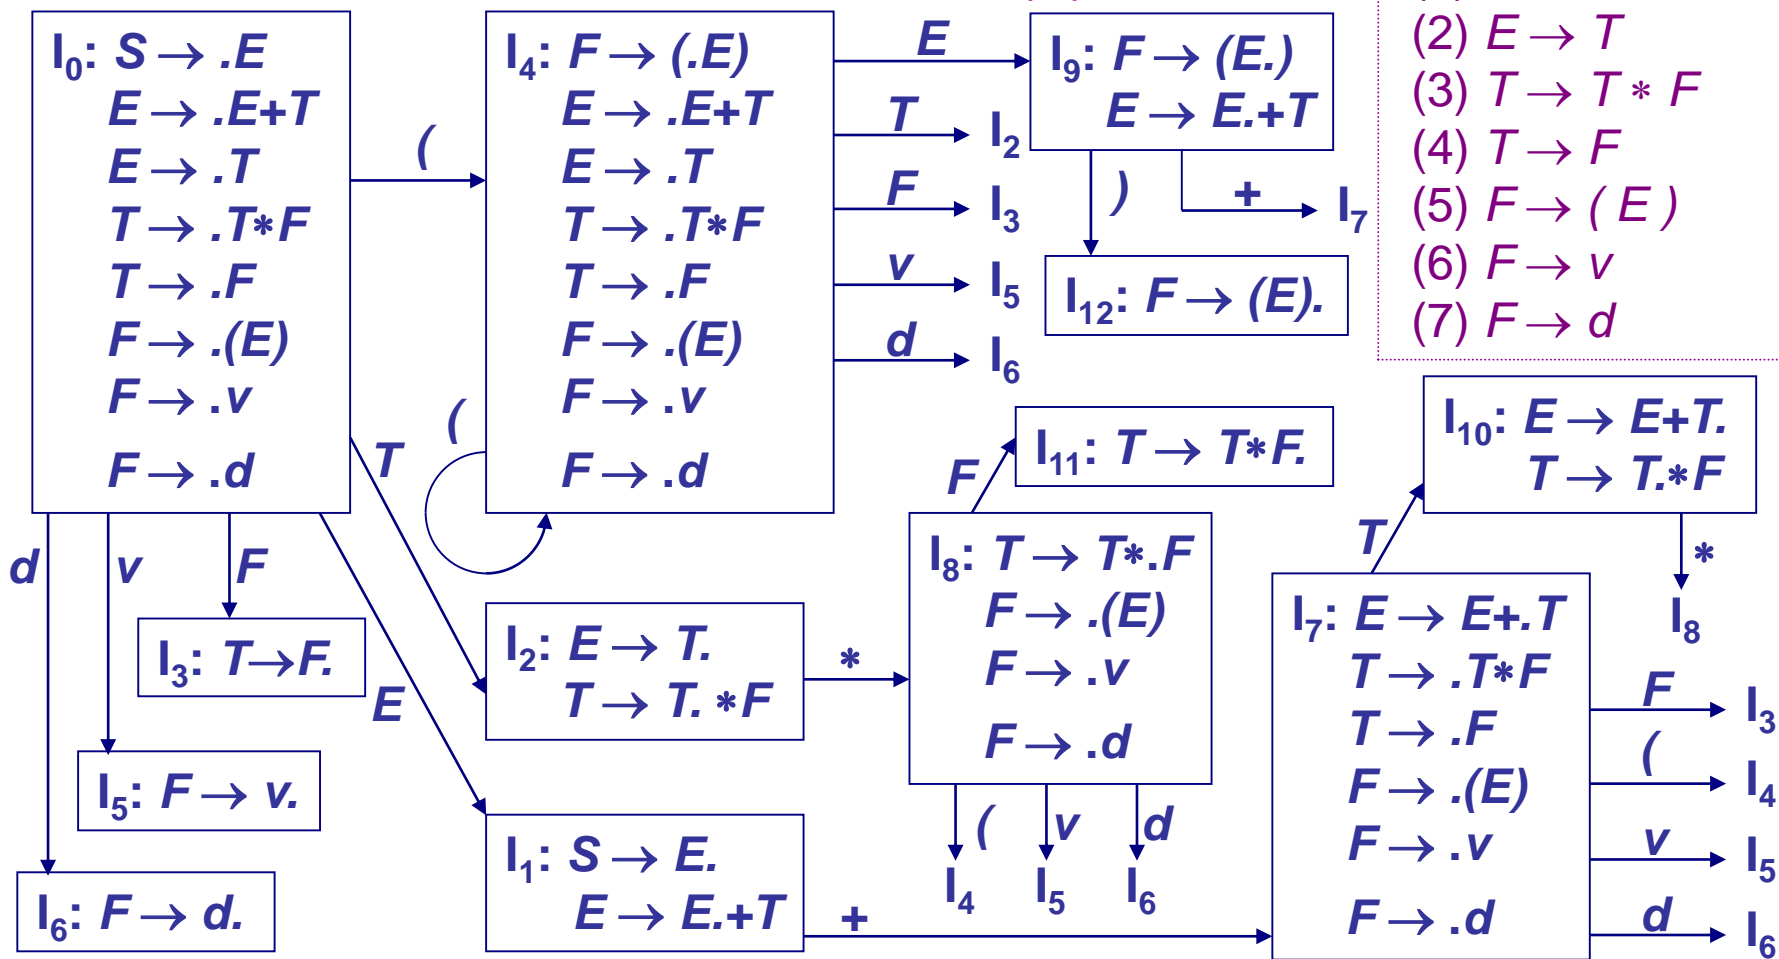 I0: S → .E
E → .E+T
E → .T
T → .T*F
T → .F
F → .(E)
F → .v
F → .d
(
I4: F → (.E)
E → .E+T
E → .T
T → .T*F
T → .F
F → .(E)
F → .v
F → .d
(
E
T
I2
F
I3
v
I5
d
I6
I9: F → (E.)
E → E.+T
)
+
I7
I12: F → (E).
(2) E → T
(3) T → T * F
(4) T → F
(5) F → ( E )
(6) F → v
(7) F → d
d
v
F
T
E
I3: T→F.
I5: F → v.
I6: F → d.
I2: E → T.
T → T. *F
*
I1: S → E.
E → E.+T
+
F
I11: T → T*F.
I8: T → T*.F
F → .(E)
F → .v
F → .d
(
v
d
I4
I5
I6
T
I10: E → E+T.
T → T.*F
*
I8
I7: E → E+.T
T → .T*F
T → .F
F → .(E)
F → .v
F → .d
F
I3
(
I4
v
I5
d
I6